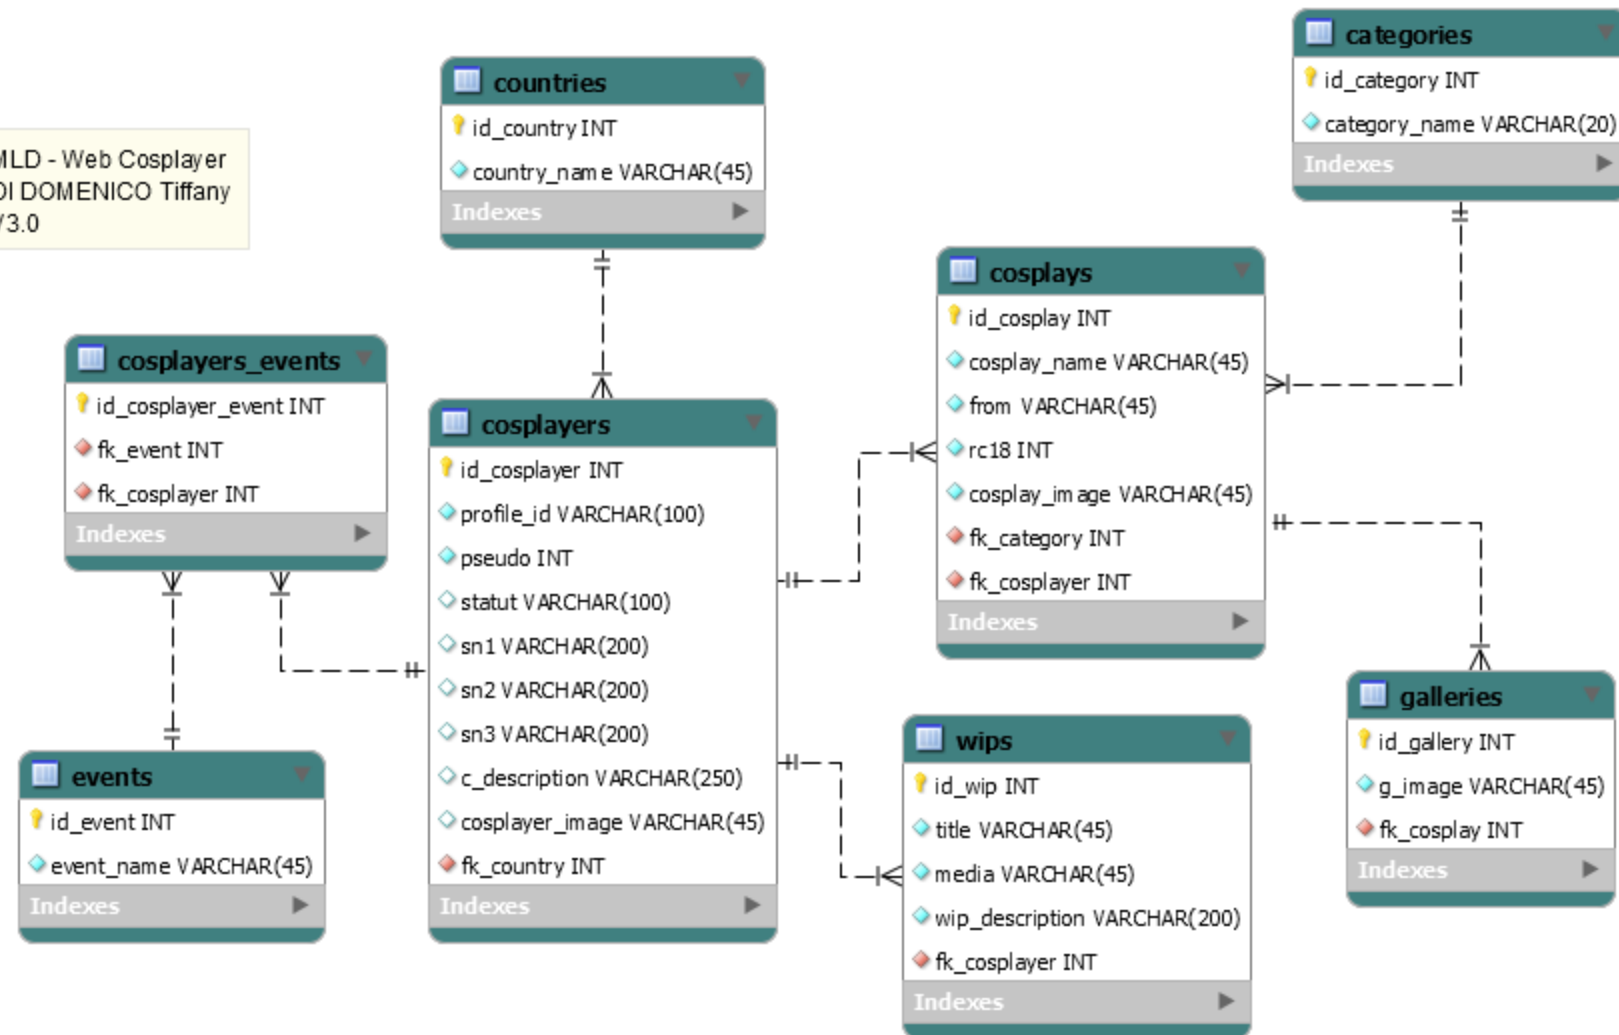 MLD - Web Cosplayer
DI DOMENICO Tiffany
V3.0
countries
id_country INT
country_name VARCHAR(45)
Indexes
categories
id_category INT
category_name VARCHAR(20)
Indexes
cosplayers_events
id_cosplayer_event INT
fk_event INT
fk_cosplayer INT
Indexes
cosplayers
id_cosplayer INT
profile_id VARCHAR(100)
pseudo INT
statut VARCHAR(100)
sn1 VARCHAR(200)
sn2 VARCHAR(200)
sn3 VARCHAR(200)
c_description VARCHAR(250)
cosplayer_image VARCHAR(45)
fk_country INT
Indexes
cosplays
id_cosplay INT
cosplay_name VARCHAR(45)
from VARCHAR(45)
rc18 INT
cosplay_image VARCHAR(45)
fk_category INT
fk_cosplayer INT
Indexes
events
id_event INT
event_name VARCHAR(45)
Indexes
wips
id_wip INT
title VARCHAR(45)
media VARCHAR(45)
wip_description VARCHAR(200)
fk_cosplayer INT
Indexes
galleries
id_gallery INT
g_image VARCHAR(45)
fk_cosplay INT
Indexes